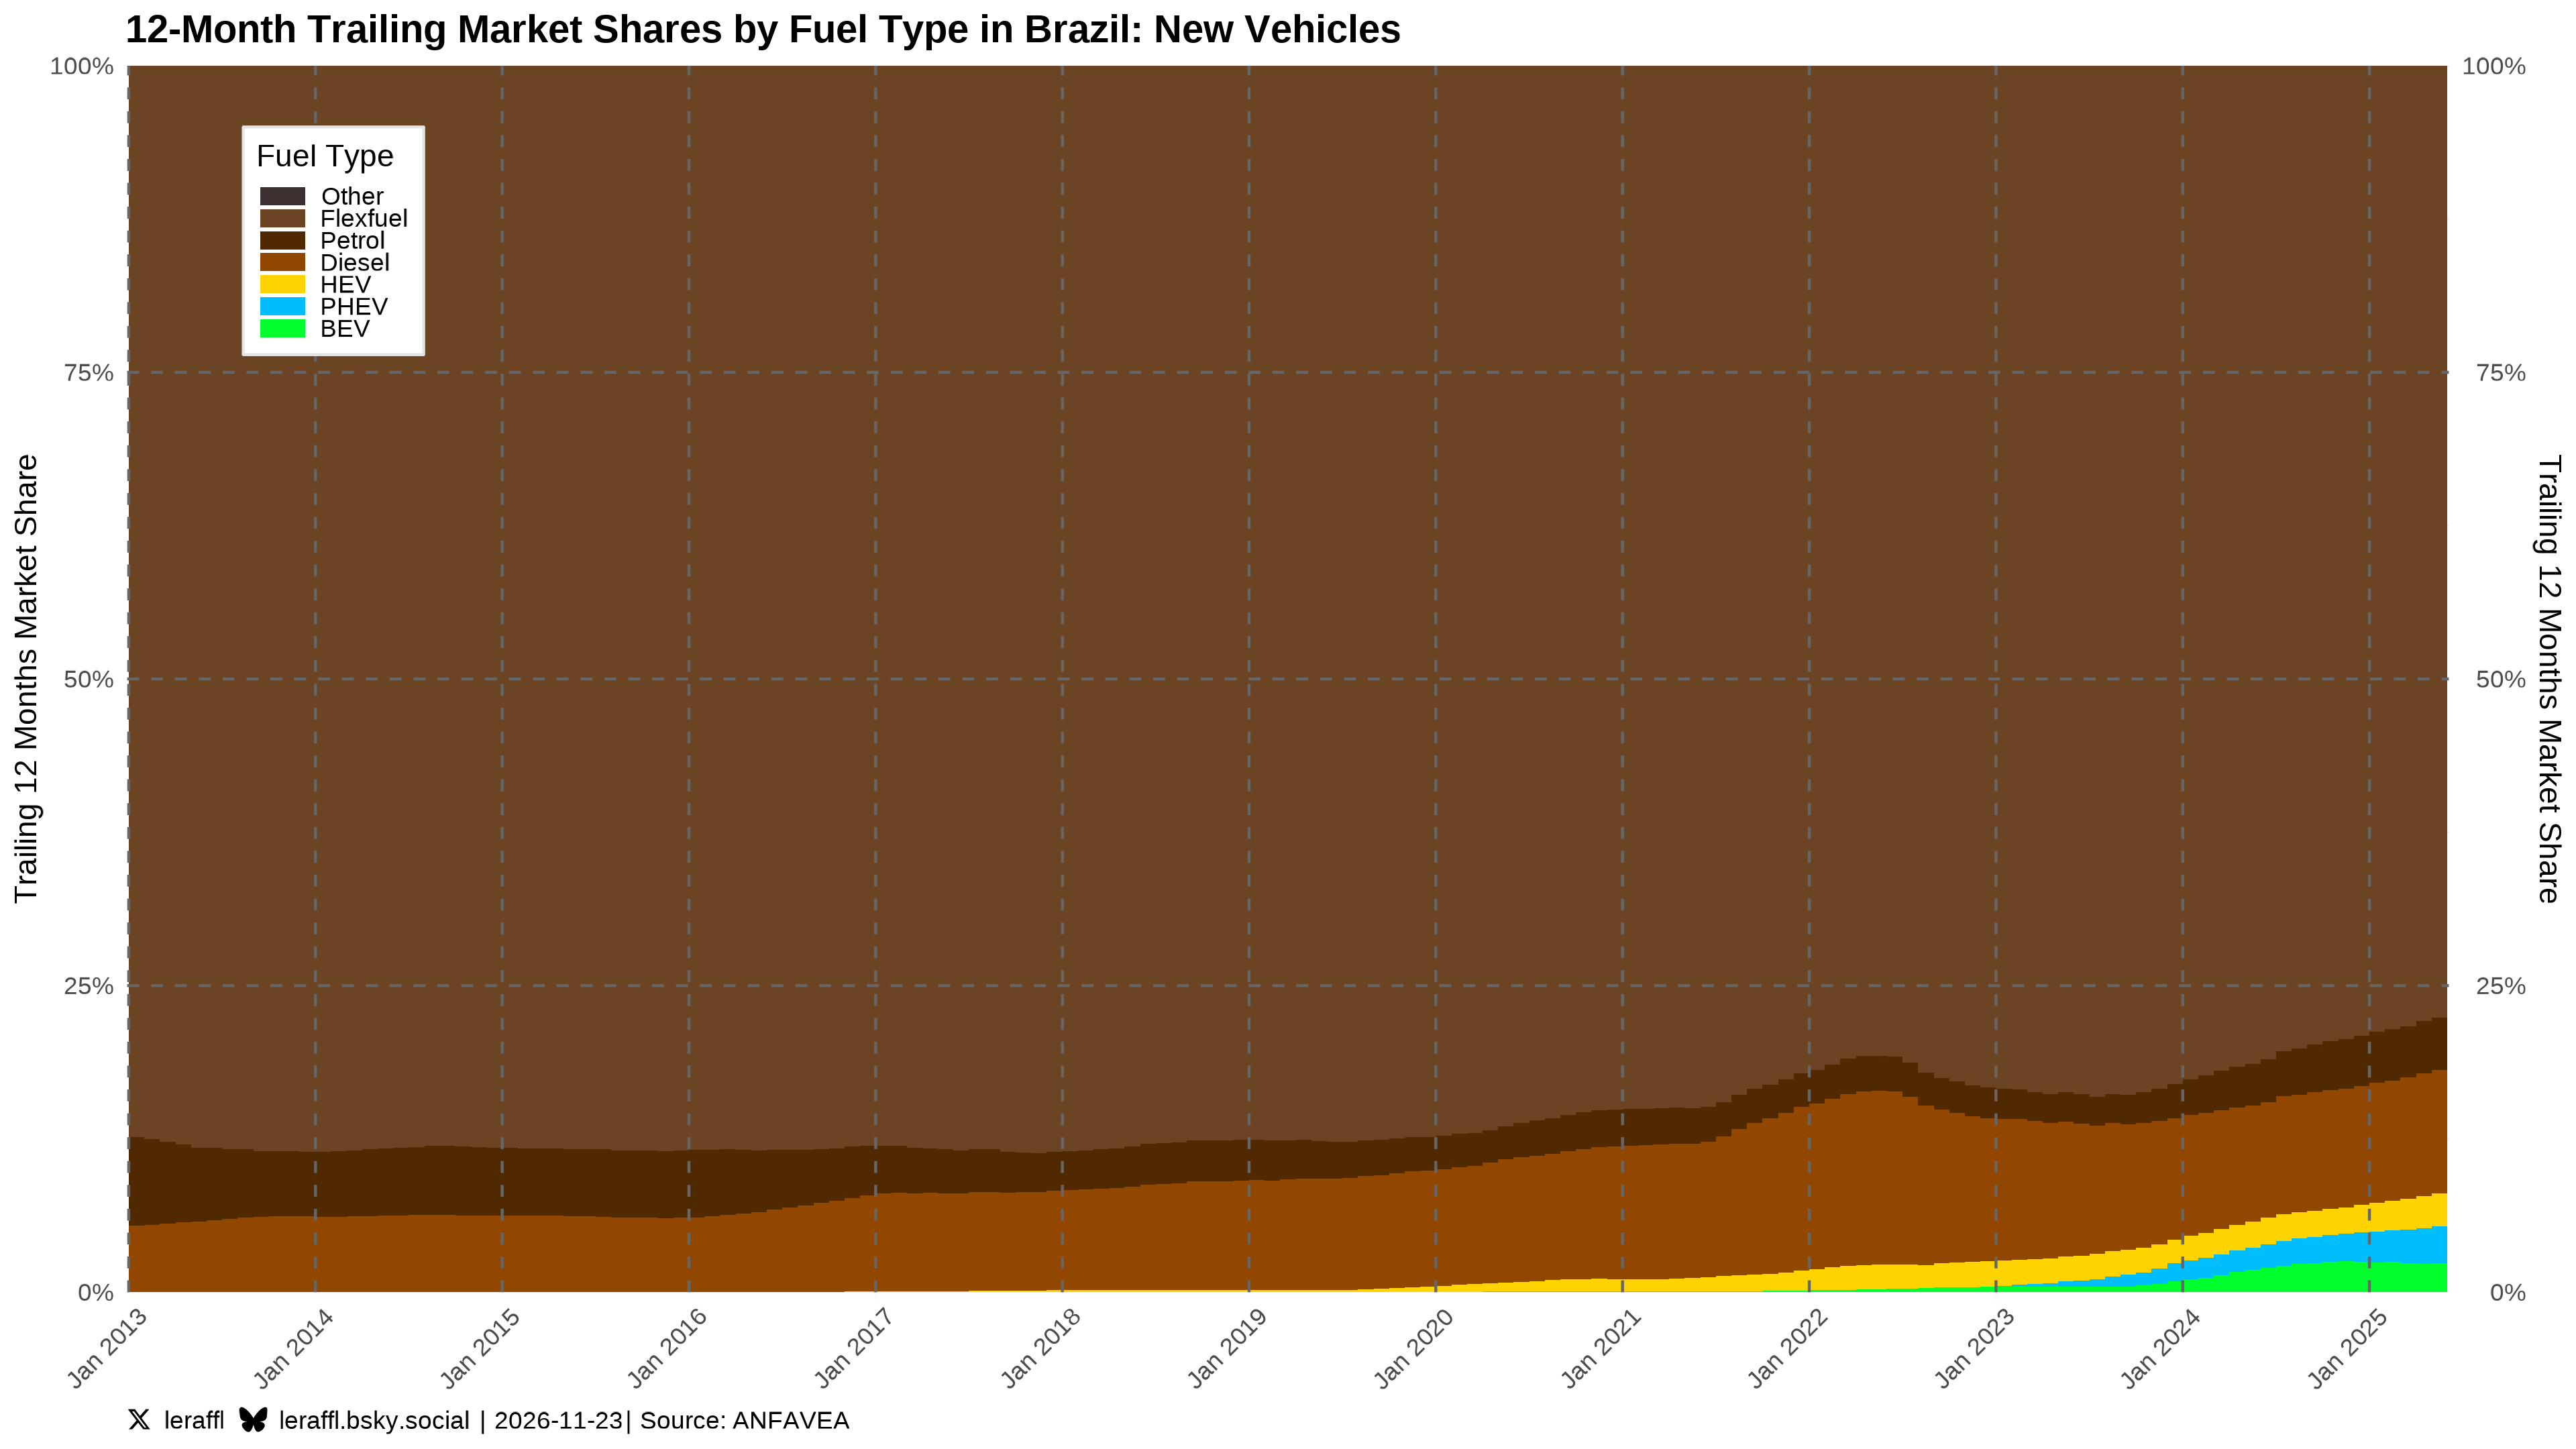 12-Month Trailing Market Shares by Fuel Type in Brazil: New Vehicles
100%
100%
Fuel Type
Other
Flexfuel
Petrol
Diesel
HEV
PHEV
BEV
75%
75%
Trailing 12 Months Market Share
Trailing 12 Months Market Share
50%
50%
25%
25%
0%
0%
Jan 2013
Jan 2014
Jan 2015
Jan 2016
Jan 2017
Jan 2018
Jan 2019
Jan 2020
Jan 2021
Jan 2022
Jan 2023
Jan 2024
Jan 2025
leraffl leraffl.bsky.social | 2026-11-23| Source: ANFAVEA